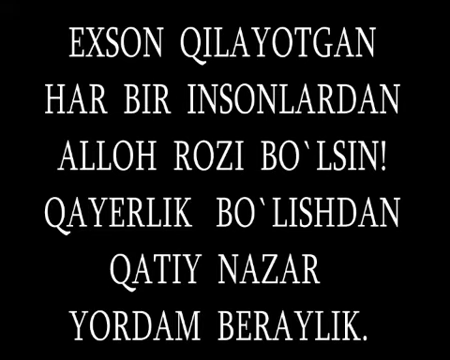 EXSON QILAYOTGAN
HAR BIR INSONLARDAN
ALLOH ROZI BO`LSIN!
QAYERLIK BO`LISHDAN
QATIY NAZAR
YORDAM BERAYLIK.